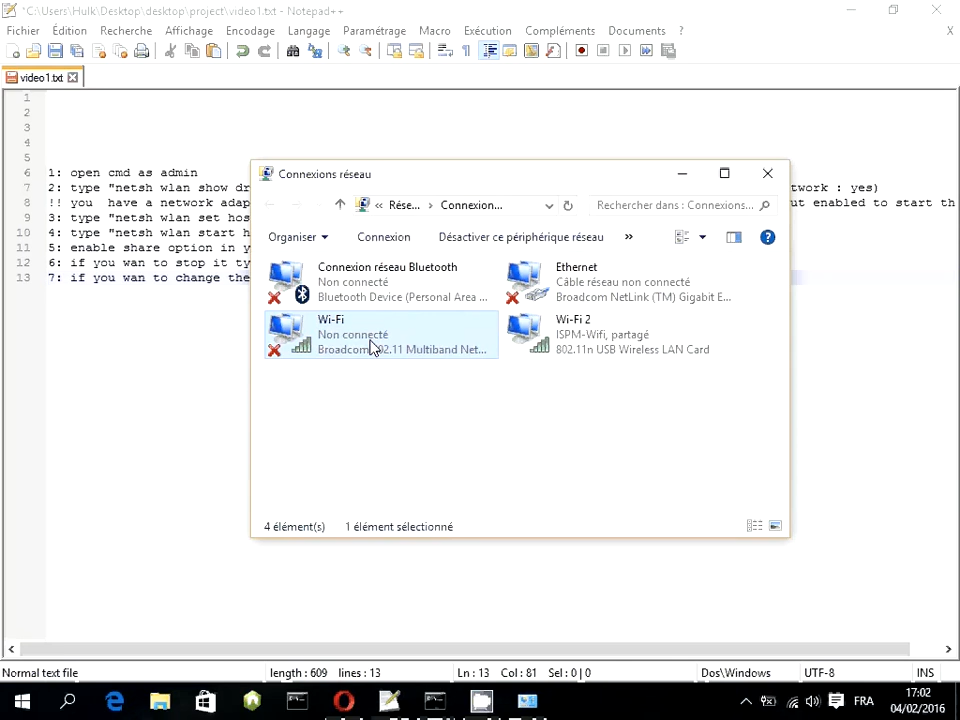 *C:\Users\Hulk\Desktop\desktop\project\video1.txt - Notepad++
Fichier Édition Recherche Affichage Encodage Langage Paramétrage Macro Exécution Compléments Documents ? X
video1.txt
1
2
3
4
5
6 1: open cmd as admin
7 2: type "netsh wlan show dr twork : yes)
8 !! you have a network adap ut enabled to start th
9 3: type "netsh wlan set hos
10 4: type "netsh wlan start h
11 5: enable share option in y
12 6: if you wan to stop it ty
13 7: if you wan to change the
Connexions réseau
« Rése... › Connexion... Rechercher dans : Connexions...
Organiser Connexion Désactiver ce périphérique réseau »
Connexion réseau Bluetooth
Non connecté
Bluetooth Device (Personal Area ...
Ethernet
Câble réseau non connecté
Broadcom NetLink (TM) Gigabit E...
Wi-Fi
Non connecté
Broadcom 802.11 Multiband Net...
Wi-Fi 2
ISPM-Wifi, partagé
802.11n USB Wireless LAN Card
4 élément(s) 1 élément sélectionné
Normal text file length : 609 lines : 13 Ln : 13 Col : 81 Sel : 0 | 0 Dos\Windows UTF-8 INS
FRA
17:02
04/02/2016